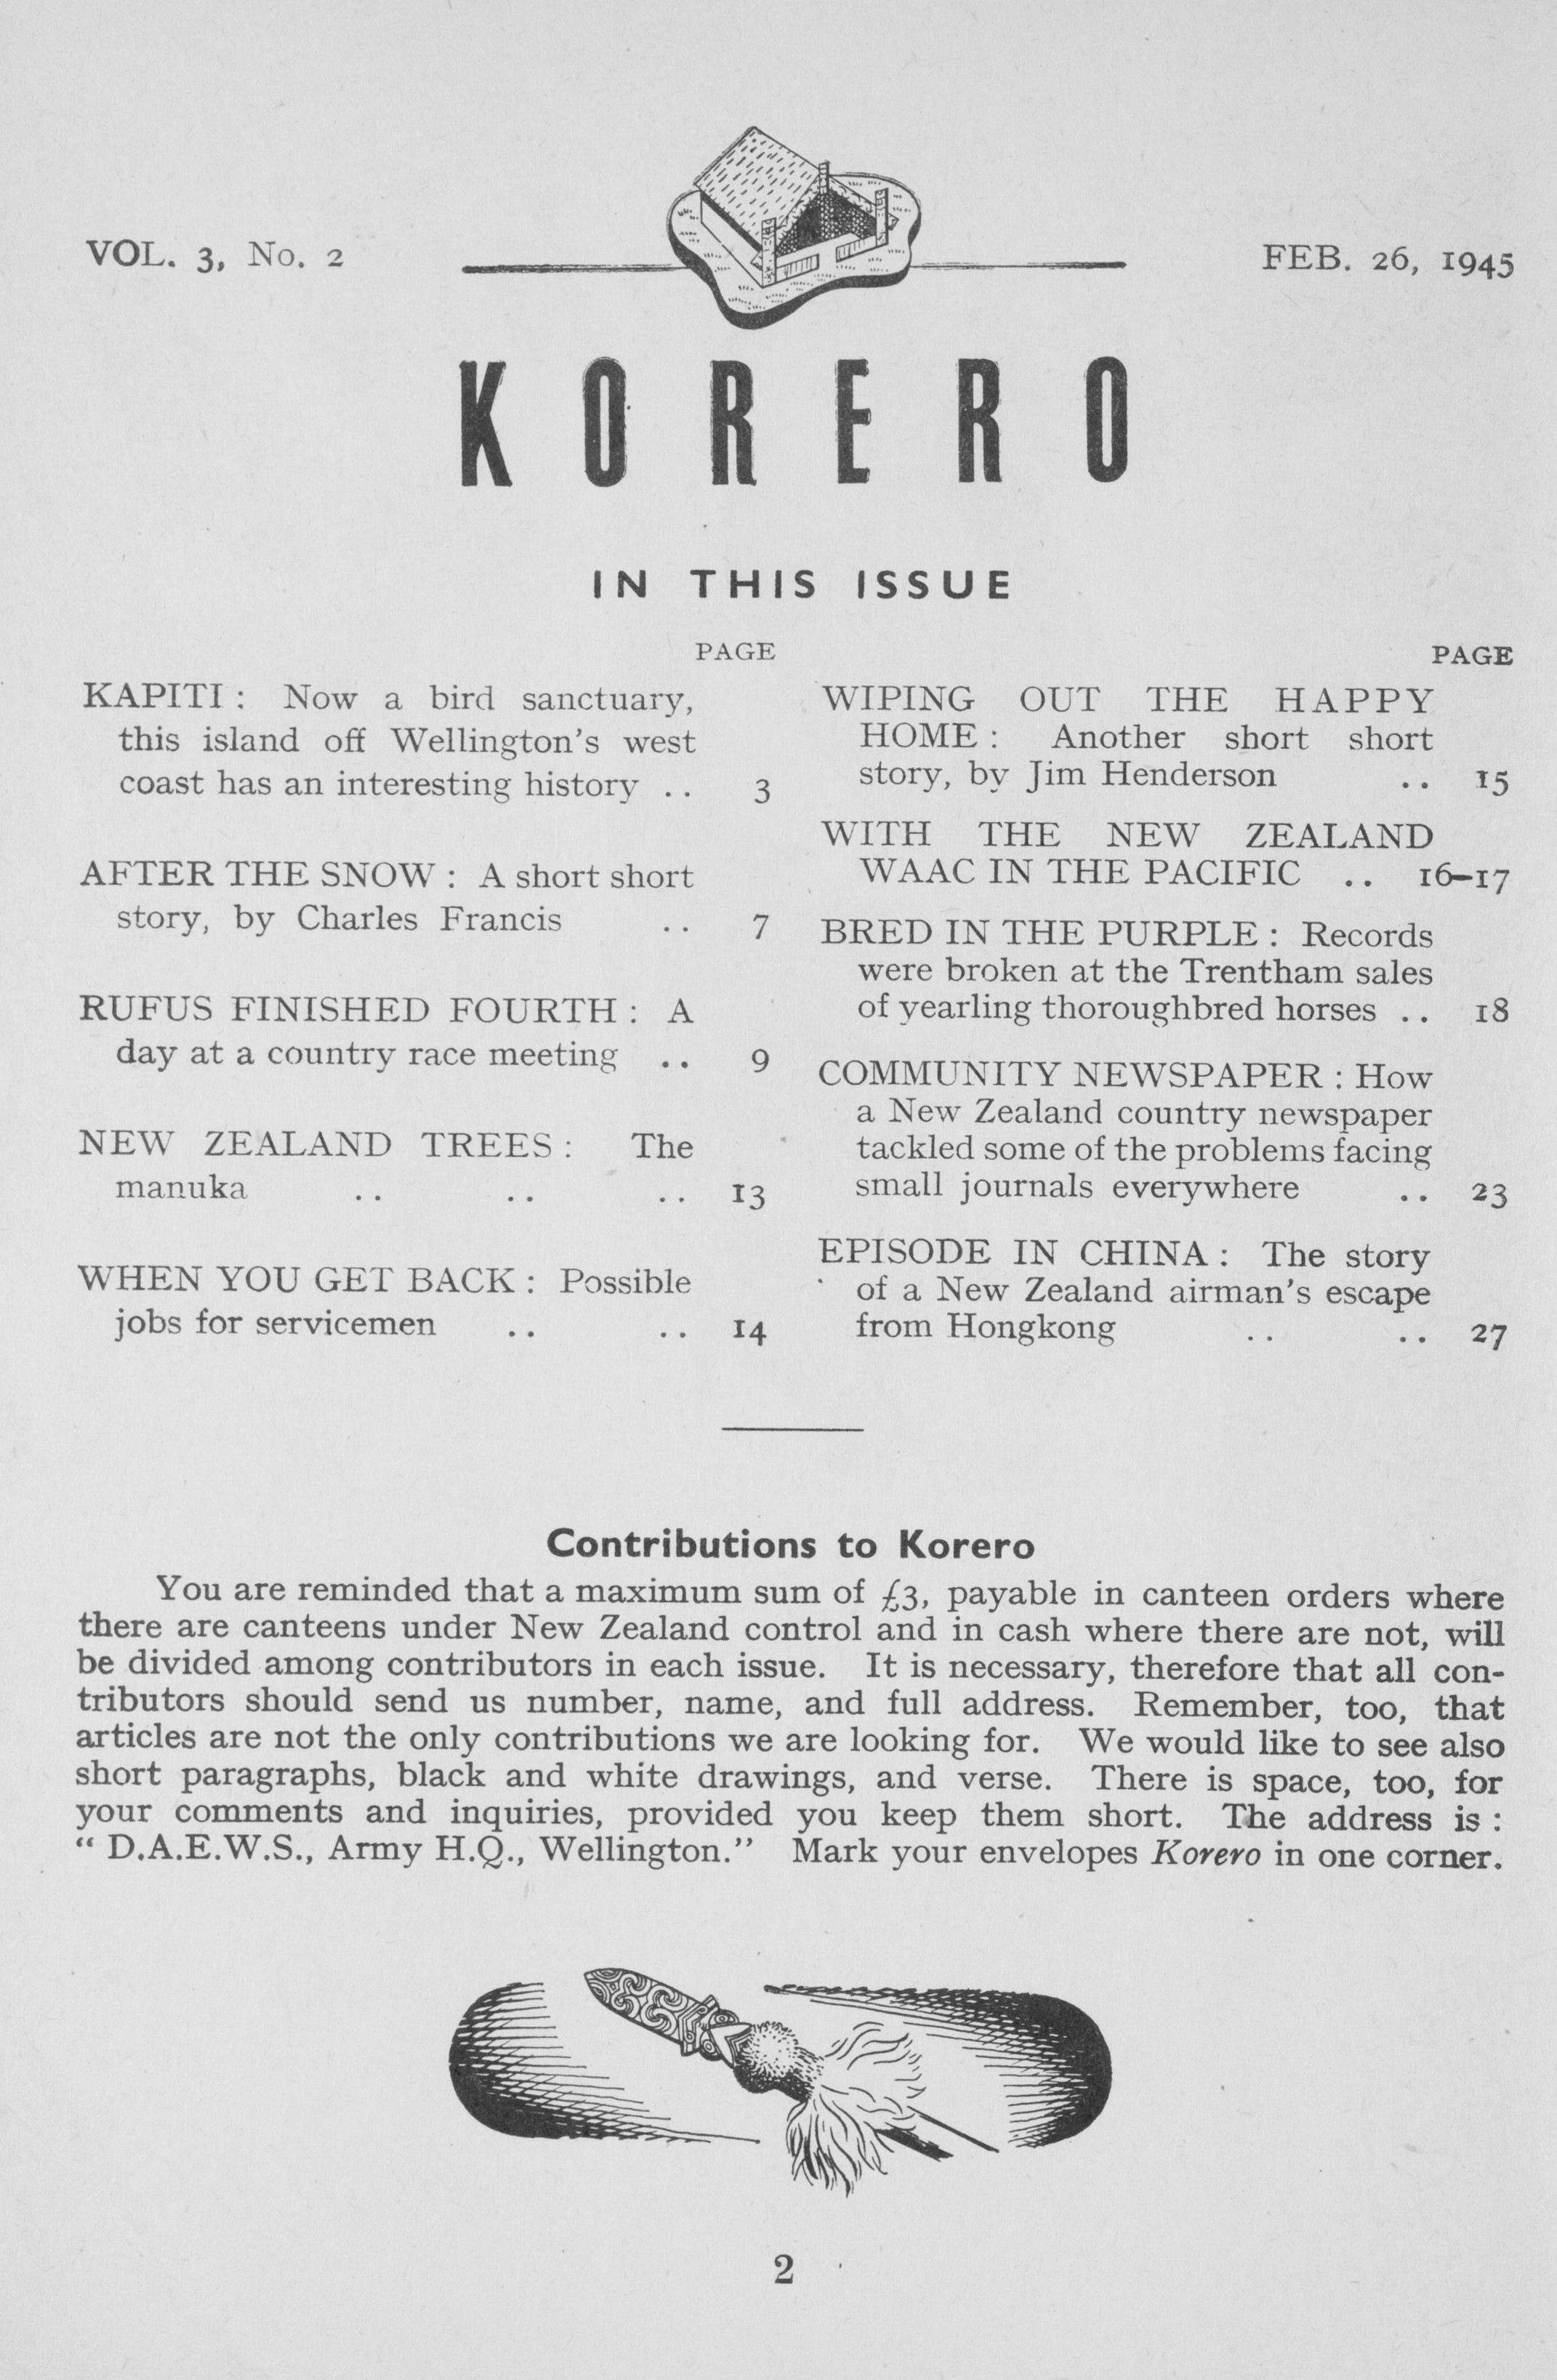 VOL. 3, No. 2
FEB. 26, 1945
KORERO
IN THIS ISSUE
PAGE
KAPITI : Now a bird sanctuary,
this island off Wellington's west
coast has an interesting history .. 3
AFTER THE SNOW : A short short
story, by Charles Francis .. 7
RUFUS FINISHED FOURTH : A
day at a country race meeting .. 9
NEW ZEALAND TREES : The
manuka .. .. .. 13
WHEN YOU GET BACK : Possible
jobs for servicemen .. .. 14
PAGE
WIPING OUT THE HAPPY
HOME : Another short short
story, by Jim Henderson .. 15
WITH THE NEW ZEALAND
WAAC IN THE PACIFIC .. 16–17
BRED IN THE PURPLE : Records
were broken at the Trentham sales
of yearling thoroughbred horses .. 18
COMMUNITY NEWSPAPER : How
a New Zealand country newspaper
tackled some of the problems facing
small journals everywhere .. 23
EPISODE IN CHINA : The story
of a New Zealand airman's escape
from Hongkong .. .. 27
Contributions to Korero
You are reminded that a maximum sum of £3, payable in canteen orders where
there are canteens under New Zealand control and in cash where there are not, will
be divided among contributors in each issue. It is necessary, therefore that all con-
tributors should send us number, name, and full address. Remember, too, that
articles are not the only contributions we are looking for. We would like to see also
short paragraphs, black and white drawings, and verse. There is space, too, for
your comments and inquiries, provided you keep them short. The address is :
“ D.A.E.W.S., Army H.Q., Wellington.” Mark your envelopes Korero in one corner.
2